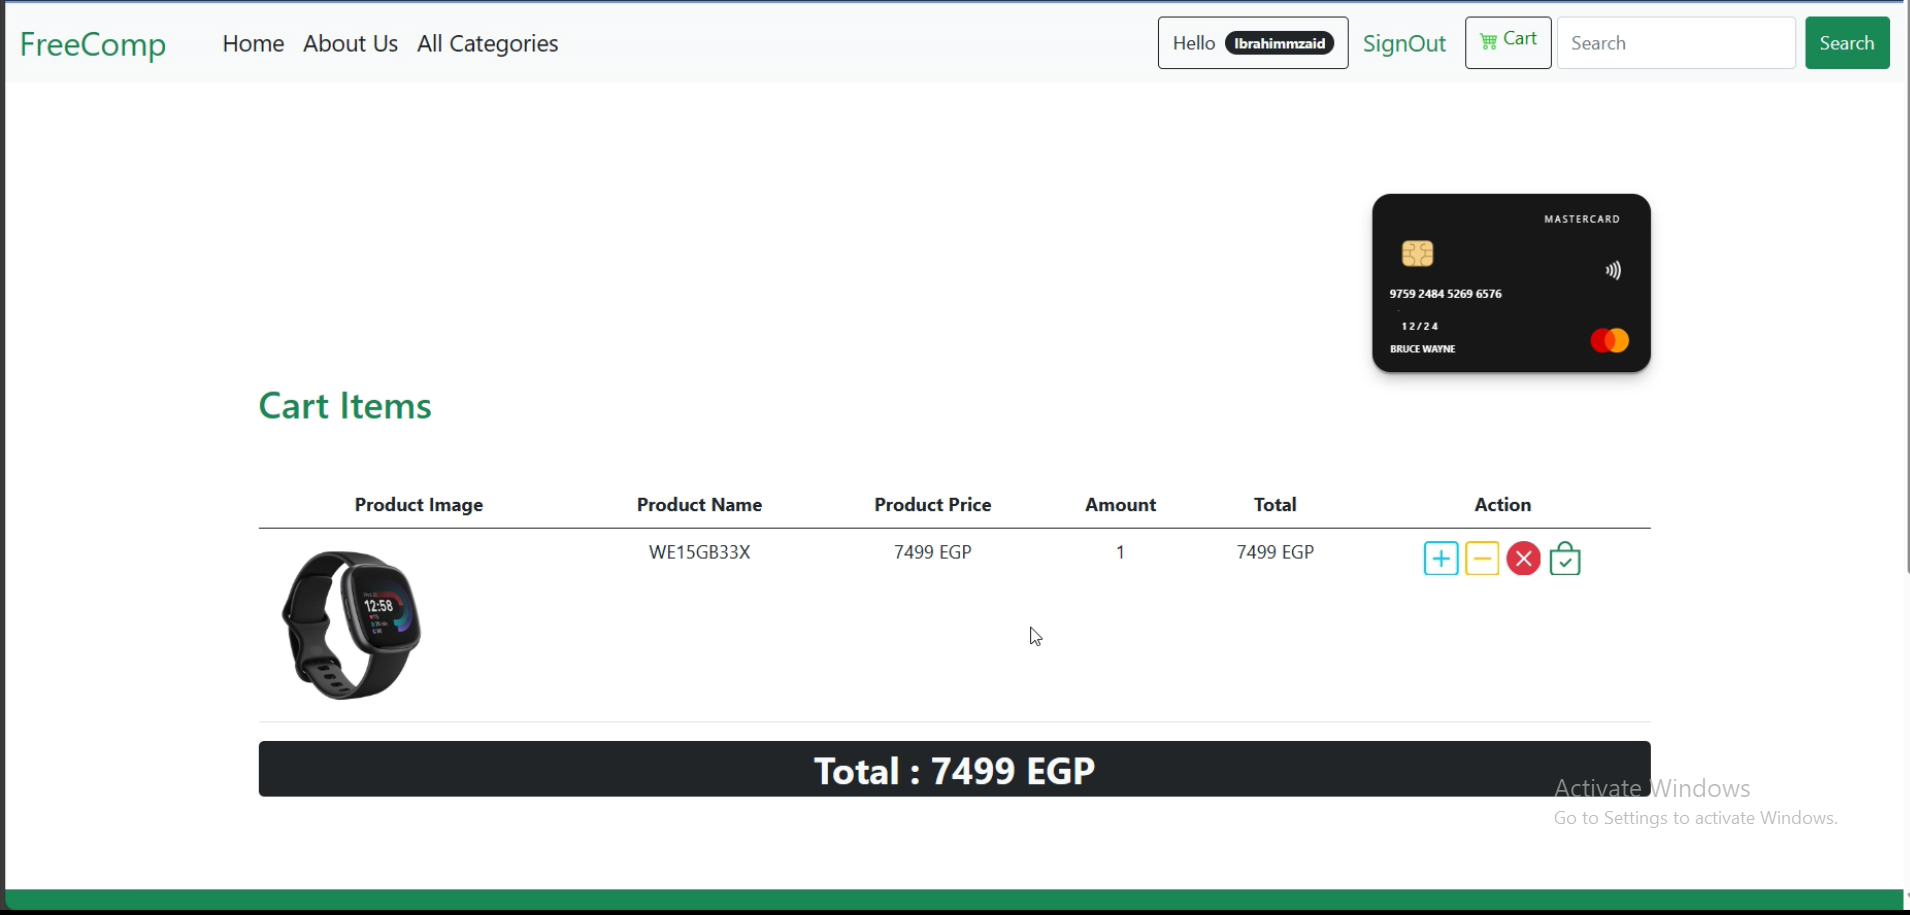 FreeComp Home About Us All Categories Hello Ibrahimmzaid SignOut Cart Search Search
MASTERCARD
9759 2484 5269 6576
12/24
BRUCE WAYNE
Cart Items
Product Image Product Name Product Price Amount Total Action
WE15GB33X 7499 EGP 1 7499 EGP
12:58
Total : 7499 EGP
Activate Windows
Go to Settings to activate Windows.